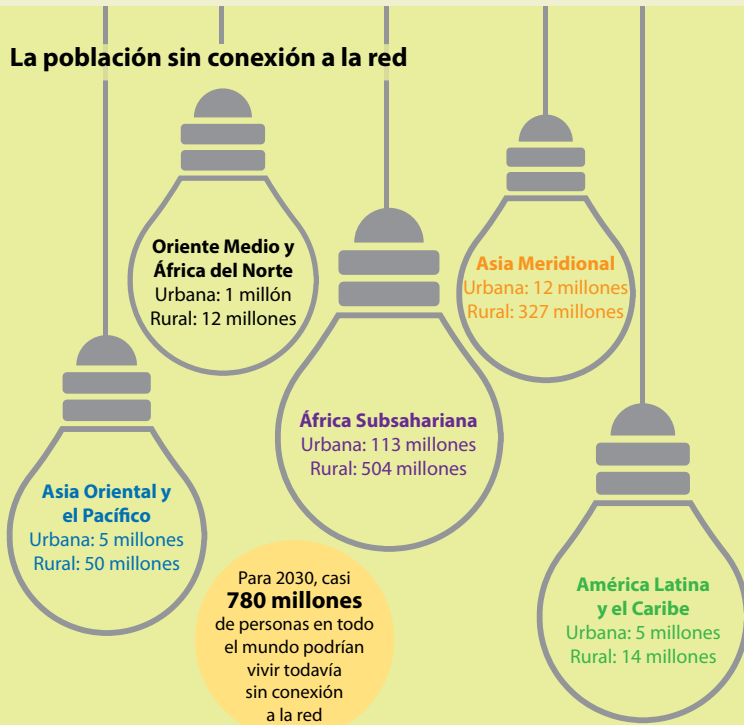 La población sin conexión a la red
Oriente Medio y
África del Norte
Urbana: 1 millón
Rural: 12 millones
Asia Meridional
Urbana: 12 millones
Rural: 327 millones
África Subsahariana
Urbana: 113 millones
Rural: 504 millones
Asia Oriental y
el Pacífico
Urbana: 5 millones
Rural: 50 millones
Para 2030, casi
780 millones
de personas en todo
el mundo podrían
vivir todavía
sin conexión
a la red
América Latina
y el Caribe
Urbana: 5 millones
Rural: 14 millones